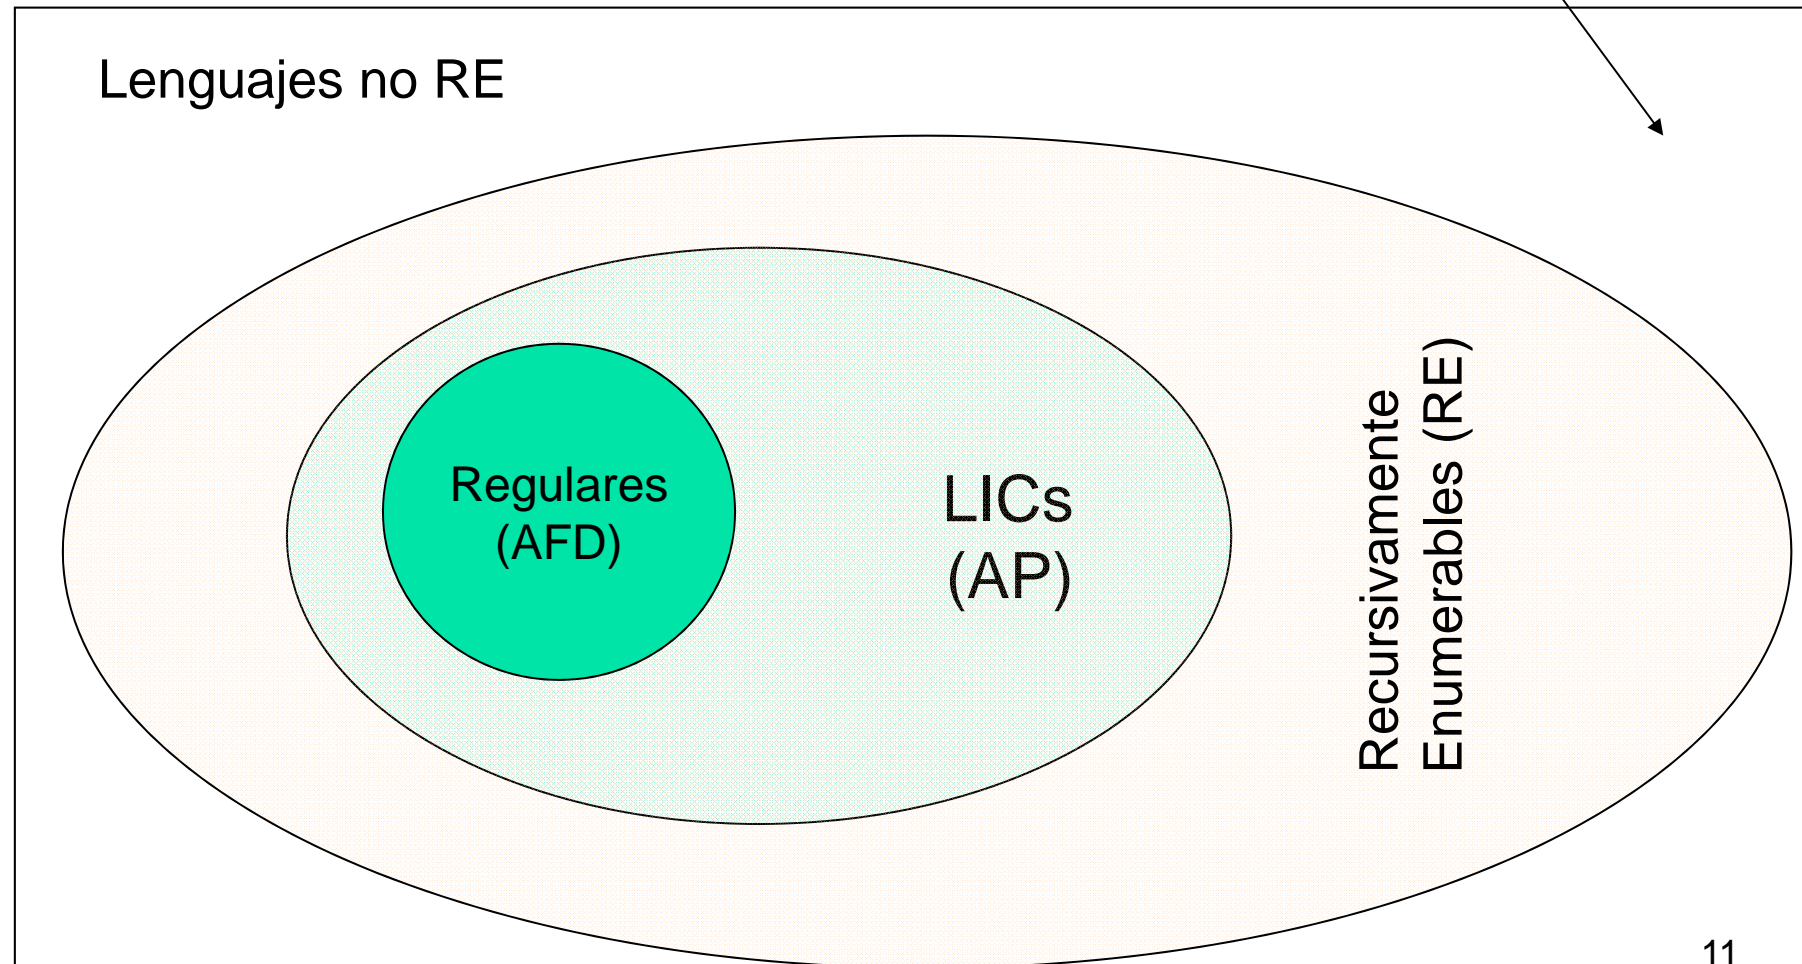 Lenguajes no RE
Regulares
(AFD)
LICs
(AP)
Recursivamente
Enumerables (RE)
11